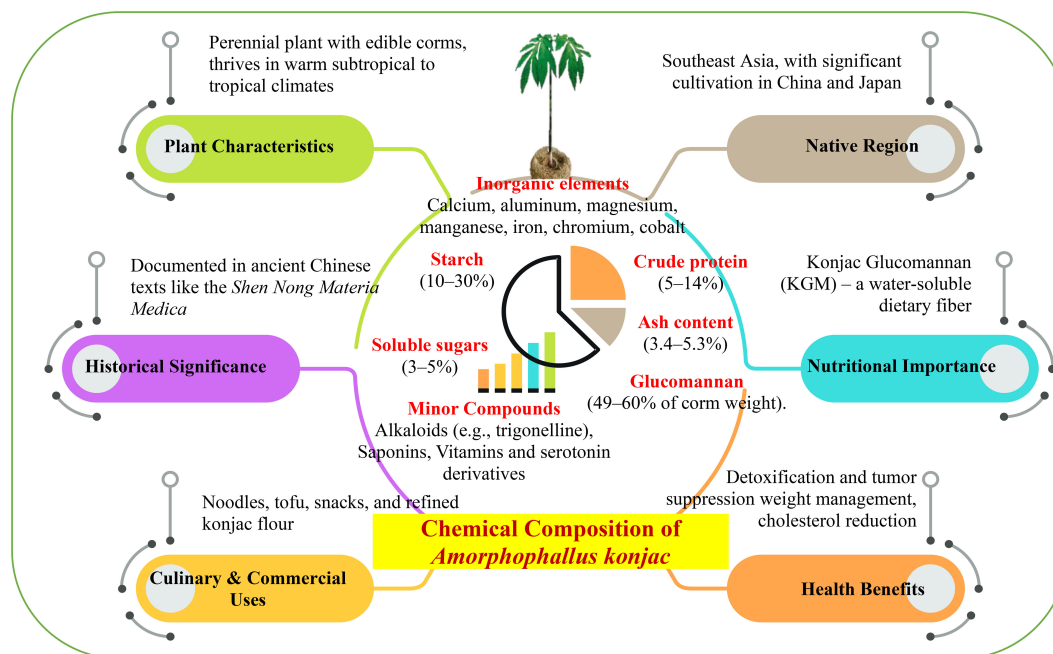 Perennial plant with edible corms,
thrives in warm subtropical to
tropical climates
Plant Characteristics
Southeast Asia, with significant
cultivation in China and Japan
Native Region
Inorganic elements
Calcium, aluminum, magnesium,
manganese, iron, chromium, cobalt
Starch
(10–30%)
Crude protein
(5–14%)
Ash content
(3.4–5.3%)
Soluble sugars
(3–5%)
Glucomannan
(49–60% of corm weight).
Minor Compounds
Alkaloids (e.g., trigonelline),
Saponins, Vitamins and serotonin
derivatives
Documented in ancient Chinese
texts like the Shen Nong Materia
Medica
Historical Significance
Konjac Glucomannan
(KGM) – a water-soluble
dietary fiber
Nutritional Importance
Noodles, tofu, snacks, and refined
konjac flour
Culinary & Commercial
Uses
Detoxification and tumor
suppression weight management,
cholesterol reduction
Health Benefits
Chemical Composition of
Amorphophallus konjac